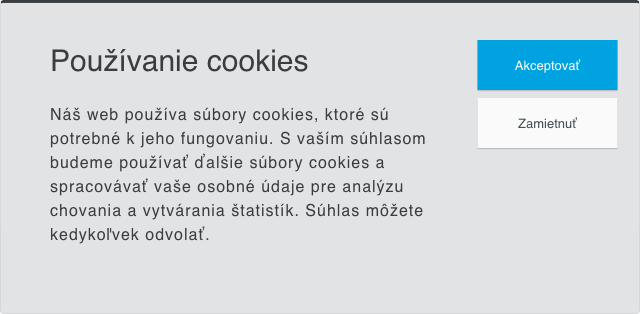 Používanie cookies
Náš web používa súbory cookies, ktoré sú
potrebné k jeho fungovaniu. S vaším súhlasom
budeme používať ďalšie súbory cookies a
spracovávať vaše osobné údaje pre analýzu
chovania a vytvárania štatistík. Súhlas môžete
kedykoľvek odvolať.
Akceptovať
Zamietnuť